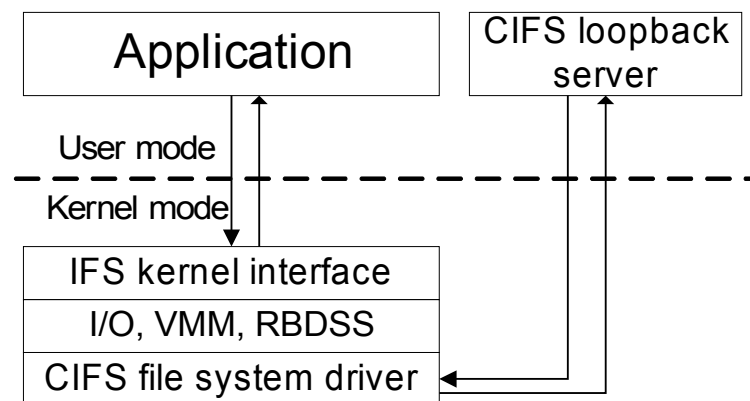 Application
CIFS loopback
server
User mode
Kernel mode
IFS kernel interface
I/O, VMM, RBDSS
CIFS file system driver